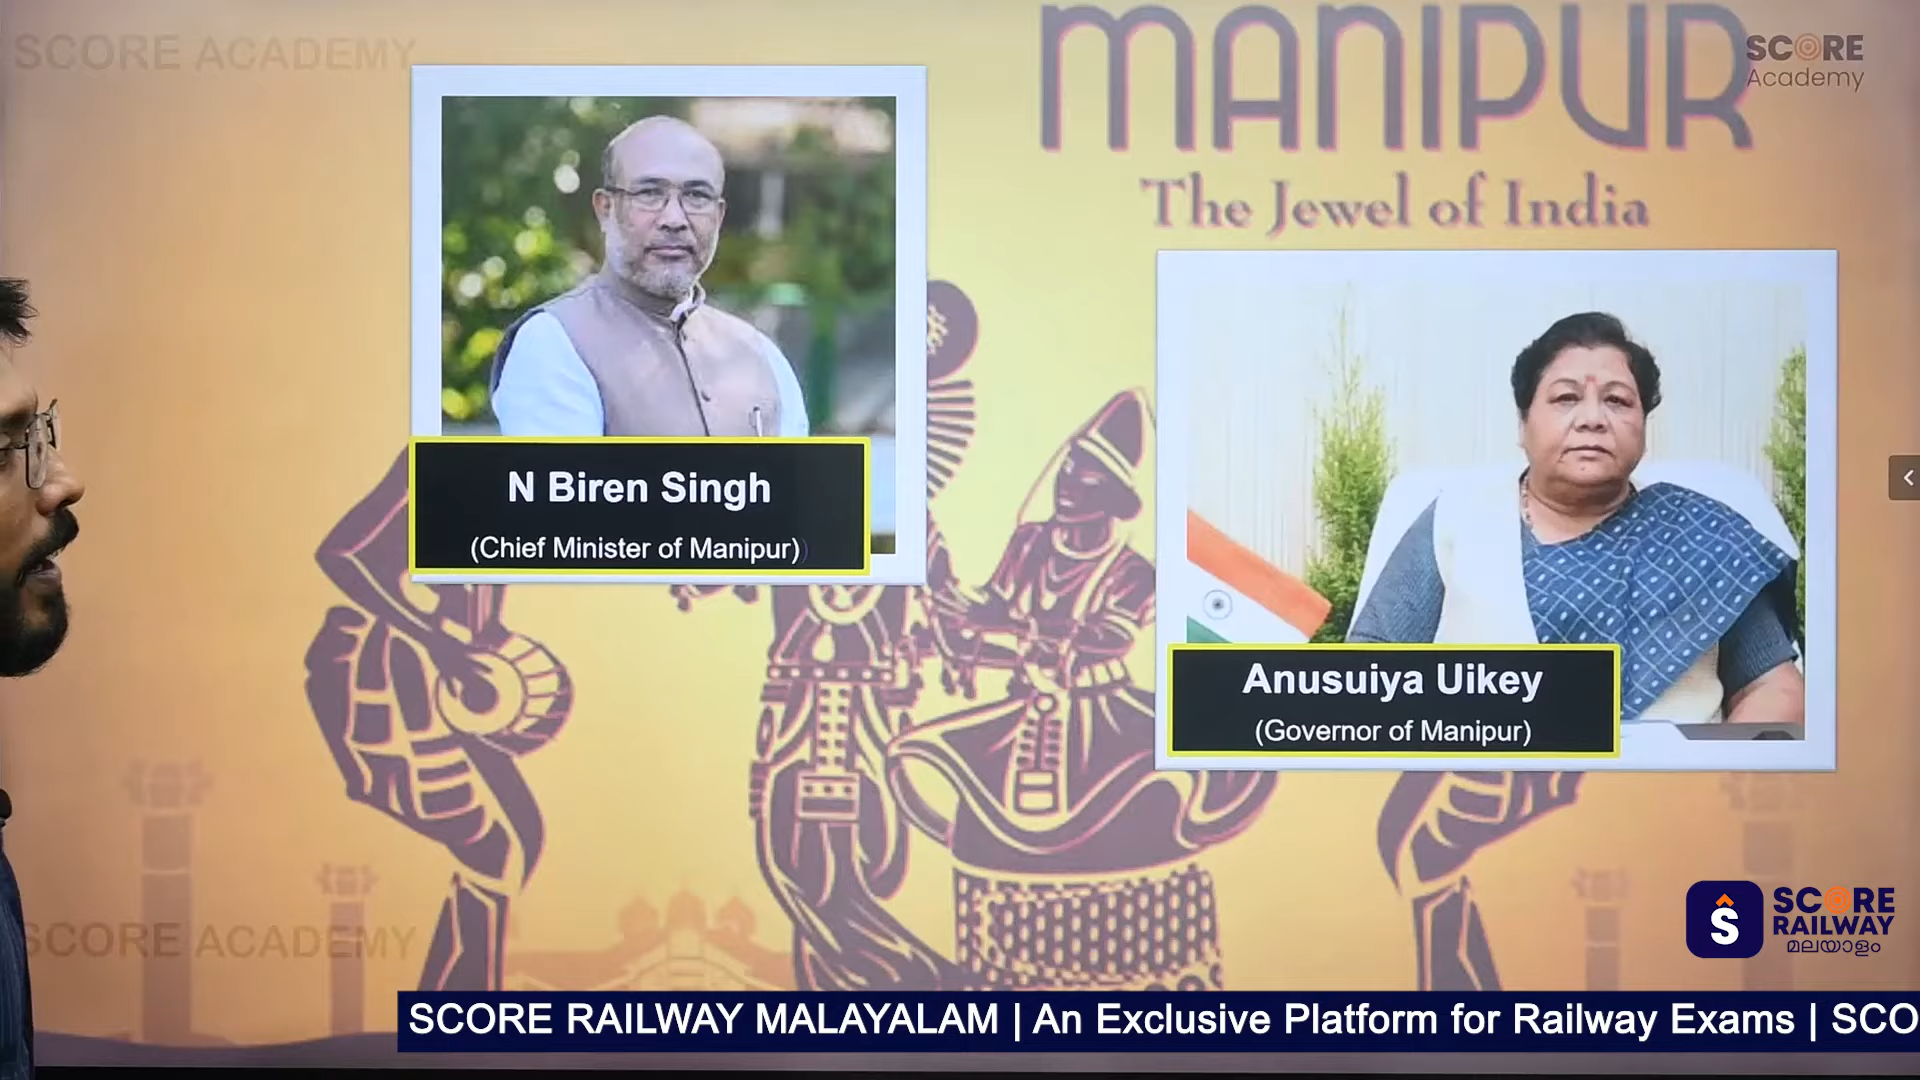 SCORE ACADEMY
MANIPUR
SCORE
Academy
The Jewel of India
N Biren Singh
(Chief Minister of Manipur)
Anusuiya Uikey
(Governor of Manipur)
SCORE ACADEMY
SCORE
RAILWAY
മലയാളം
SCORE RAILWAY MALAYALAM | An Exclusive Platform for Railway Exams | SCO